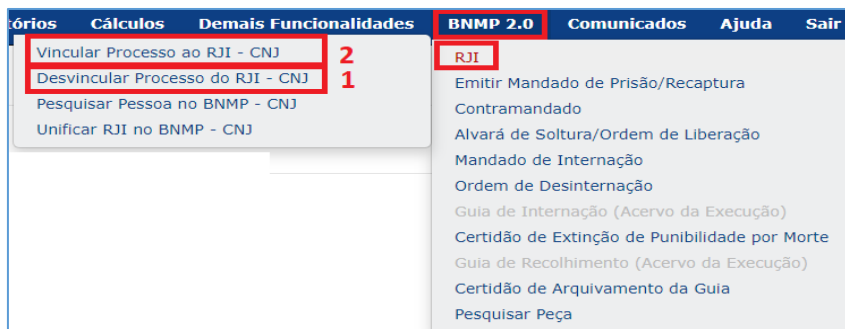 órios Cálculos Demais Funcionalidades BNMP 2.0 Comunicados Ajuda Sair
Vincular Processo ao RJI - CNJ 2
Desvincular Processo do RJI - CNJ 1
Pesquisar Pessoa no BNMP - CNJ
Unificar RJI no BNMP - CNJ
RJI
Emitir Mandado de Prisão/Recaptura
Contramandado
Alvará de Soltura/Ordem de Liberação
Mandado de Internação
Ordem de Desinternação
Guia de Internação (Acervo da Execução)
Certidão de Extinção de Punibilidade por Morte
Guia de Recolhimento (Acervo da Execução)
Certidão de Arquivamento da Guia
Pesquisar Peça